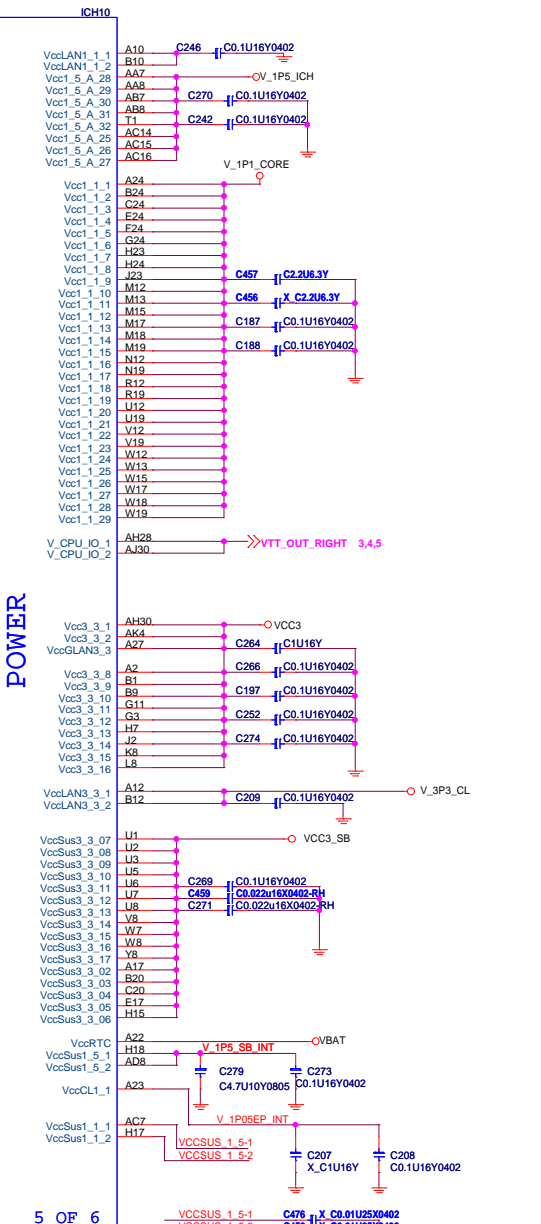 ICH10
VccLAN1_1_1 A10 C246 C0.1U16Y0402
VccLAN1_1_2 B10
Vcc1_5_A_28 AA7 V_1P5_ICH
Vcc1_5_A_29 AA8
Vcc1_5_A_30 AB7 C270 C0.1U16Y0402
Vcc1_5_A_31 AB8
Vcc1_5_A_32 T1 C242 C0.1U16Y0402
Vcc1_5_A_25 AC14
Vcc1_5_A_26 AC15
Vcc1_5_A_27 AC16
V_1P1_CORE
Vcc1_1_1 A24
Vcc1_1_2 B24
Vcc1_1_3 C24
Vcc1_1_4 E24
Vcc1_1_5 F24
Vcc1_1_6 G24
Vcc1_1_7 H23
Vcc1_1_8 H24
Vcc1_1_9 J23 C457 C2.2U6.3Y
Vcc1_1_10 M12
Vcc1_1_11 M13 C456 X_C2.2U6.3Y
Vcc1_1_12 M15
Vcc1_1_13 M17 C187 C0.1U16Y0402
Vcc1_1_14 M18
Vcc1_1_15 M19 C188 C0.1U16Y0402
Vcc1_1_16 N12
Vcc1_1_17 N19
Vcc1_1_18 R12
Vcc1_1_19 R19
Vcc1_1_20 U12
Vcc1_1_21 U19
Vcc1_1_22 V12
Vcc1_1_23 V19
Vcc1_1_24 W12
Vcc1_1_25 W13
Vcc1_1_26 W15
Vcc1_1_27 W17
Vcc1_1_28 W18
Vcc1_1_29 W19
V_CPU_IO_1 AH28 VTT_OUT_RIGHT 3,4,5
V_CPU_IO_2 AJ30
POWER
Vcc3_3_1 AH30 VCC3
Vcc3_3_2 AK4
VccGLAN3_3 A27 C264 C1U16Y
Vcc3_3_8 A2 C266 C0.1U16Y0402
Vcc3_3_9 B1
Vcc3_3_10 B9 C197 C0.1U16Y0402
Vcc3_3_11 G11
Vcc3_3_12 G3 C252 C0.1U16Y0402
Vcc3_3_13 H7
Vcc3_3_14 J2 C274 C0.1U16Y0402
Vcc3_3_15 K8
Vcc3_3_16 L8
VccLAN3_3_1 A12 V_3P3_CL
VccLAN3_3_2 B12 C209 C0.1U16Y0402
VccSus3_3_07 U1 VCC3_SB
VccSus3_3_08 U2
VccSus3_3_09 U3
VccSus3_3_10 U5
VccSus3_3_11 U6 C269 C0.1U16Y0402
VccSus3_3_12 U7 C459 C0.022u16X0402-RH
VccSus3_3_13 U8 C271 C0.022u16X0402-RH
VccSus3_3_14 V8
VccSus3_3_15 W7
VccSus3_3_16 W8
VccSus3_3_17 Y8
VccSus3_3_02 A17
VccSus3_3_03 B20
VccSus3_3_04 C20
VccSus3_3_05 E17
VccSus3_3_06 H15
VccRTC A22 VBAT
VccSus1_5_1 H18 V_1P5_SB_INT
VccSus1_5_2 AD8
C279 C273
C4.7U10Y0805 C0.1U16Y0402
VccCL1_1 A23
V_1P05EP_INT
VccSus1_1_1 AC7
VccSus1_1_2 H17
VCCSUS_1_5-1
VCCSUS_1_5-2
C207 C208
X_C1U16Y C0.1U16Y0402
5 OF 6
VCCSUS_1_5-1 C476 X_C0.01U25X0402